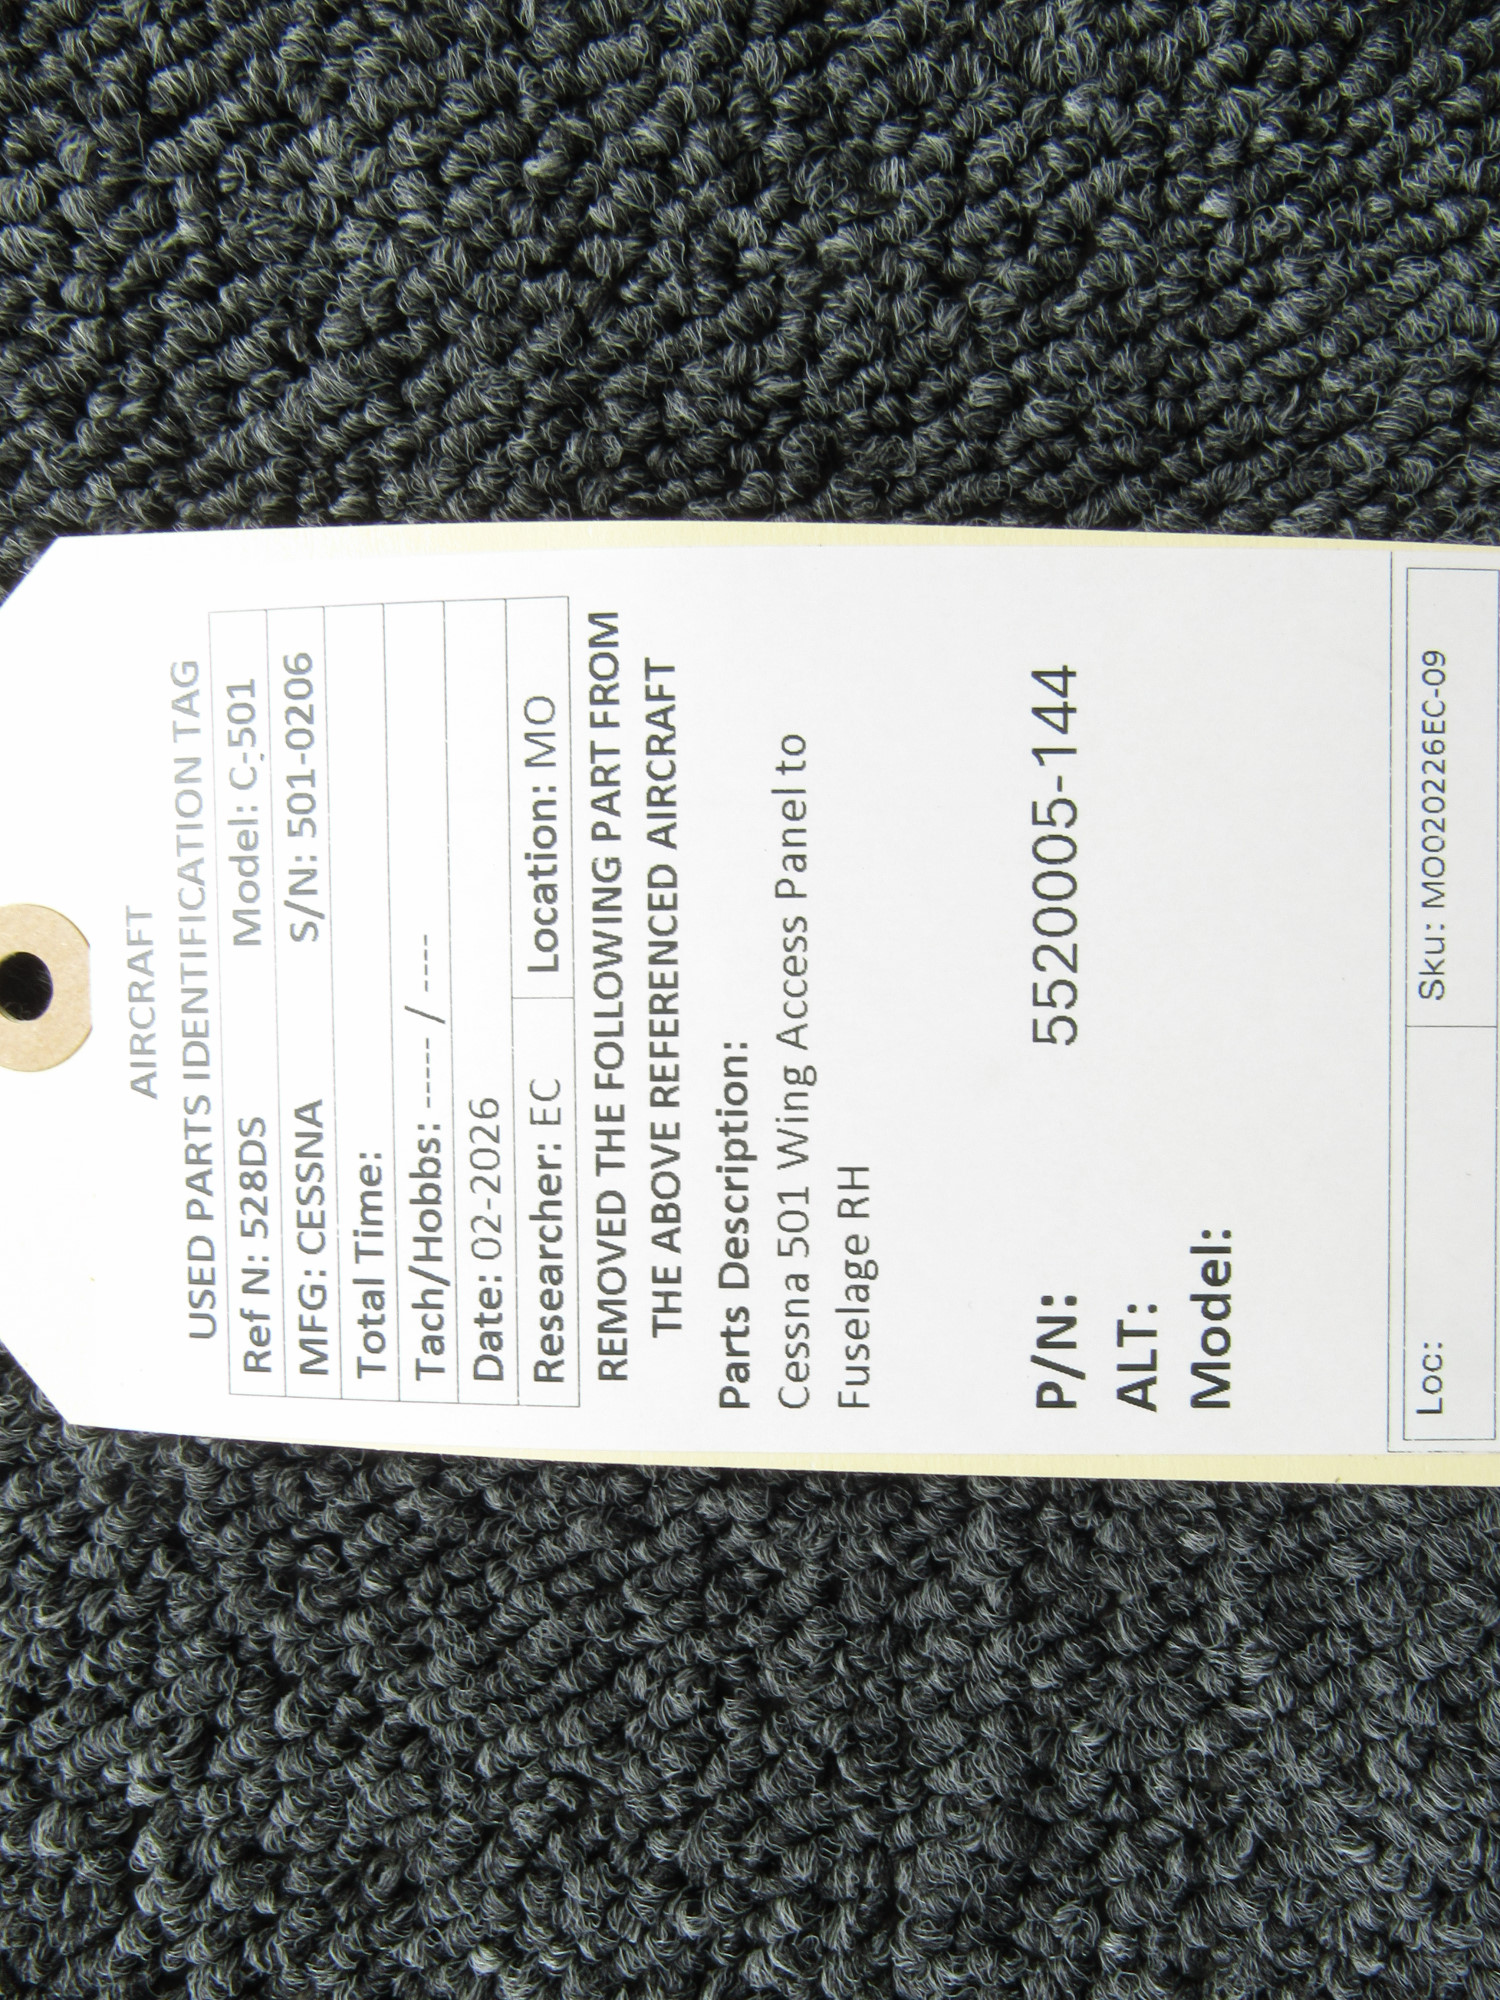 AIRCRAFT
USED PARTS IDENTIFICATION TAG
Ref N: 528DS Model: C-501
MFG: CESSNA S/N: 501-0206
Total Time:
Tach/Hobbs: ----- / ----
Date: 02-2026
Researcher: EC Location: MO
REMOVED THE FOLLOWING PART FROM
THE ABOVE REFERENCED AIRCRAFT
Parts Description:
Cessna 501 Wing Access Panel to
Fuselage RH
P/N: 5520005-144
ALT:
Model:
Loc: Sku: MO020226EC-09